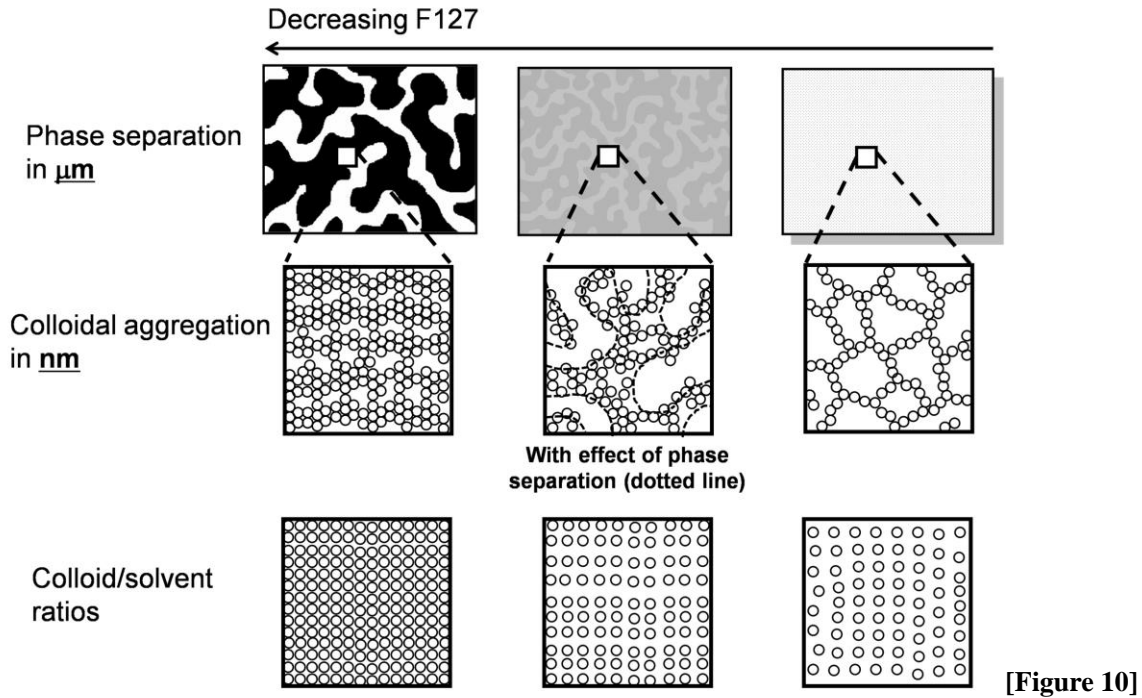 Decreasing F127
Phase separation
in μm
Colloidal aggregation
in nm
With effect of phase
separation (dotted line)
Colloid/solvent
ratios
[Figure 10]